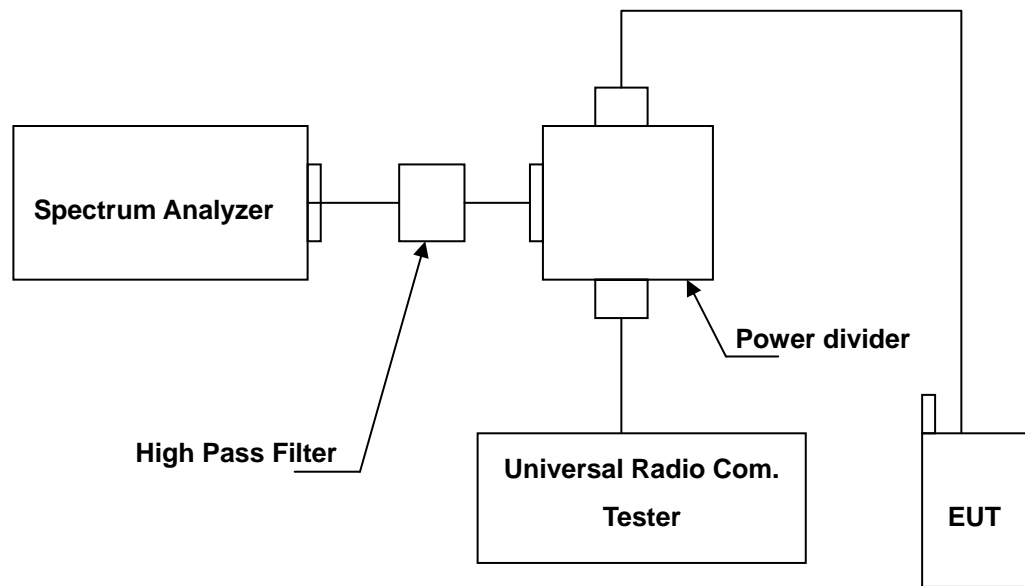 Spectrum Analyzer
Power divider
High Pass Filter
Universal Radio Com.
Tester
EUT